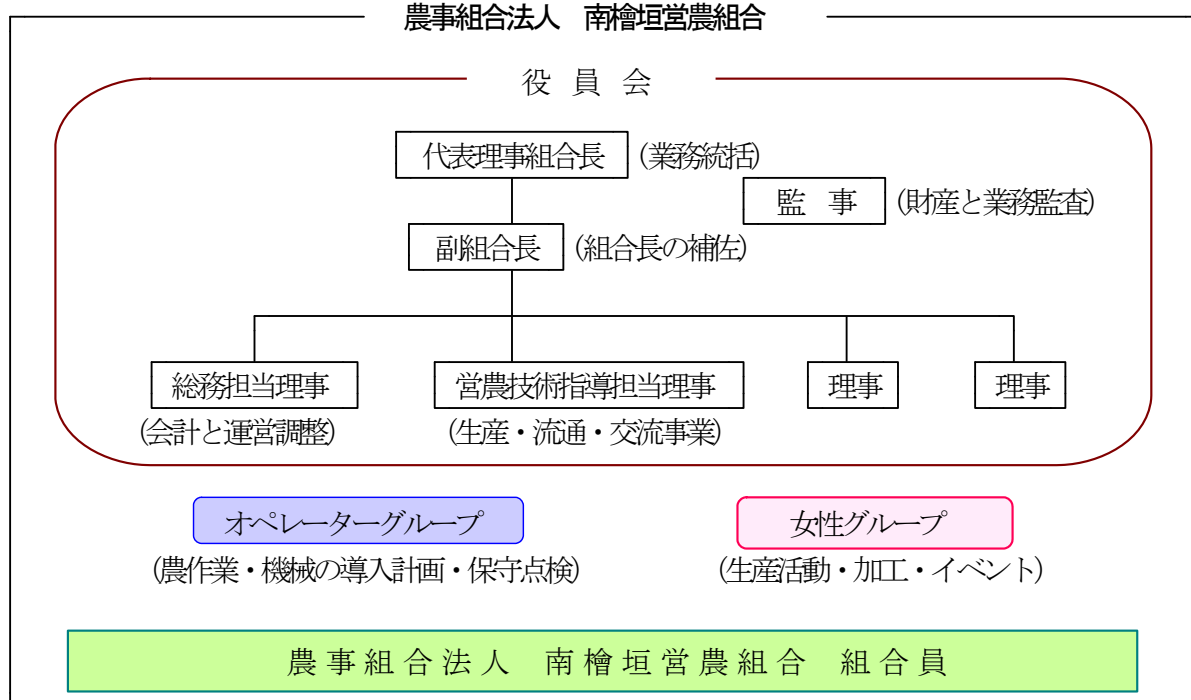 農事組合法人　南檜垣営農組合
役 員 会
代表理事組合長 (業務統括)
監　事 (財産と業務監査)
副組合長 (組合長の補佐)
総務担当理事 営農技術指導担当理事 理事 理事
(会計と運営調整) (生産・流通・交流事業)
オペレーターグループ 女性グループ
(農作業・機械の導入計画・保守点検) (生産活動・加工・イベント)
農事組合法人　南檜垣営農組合　組合員